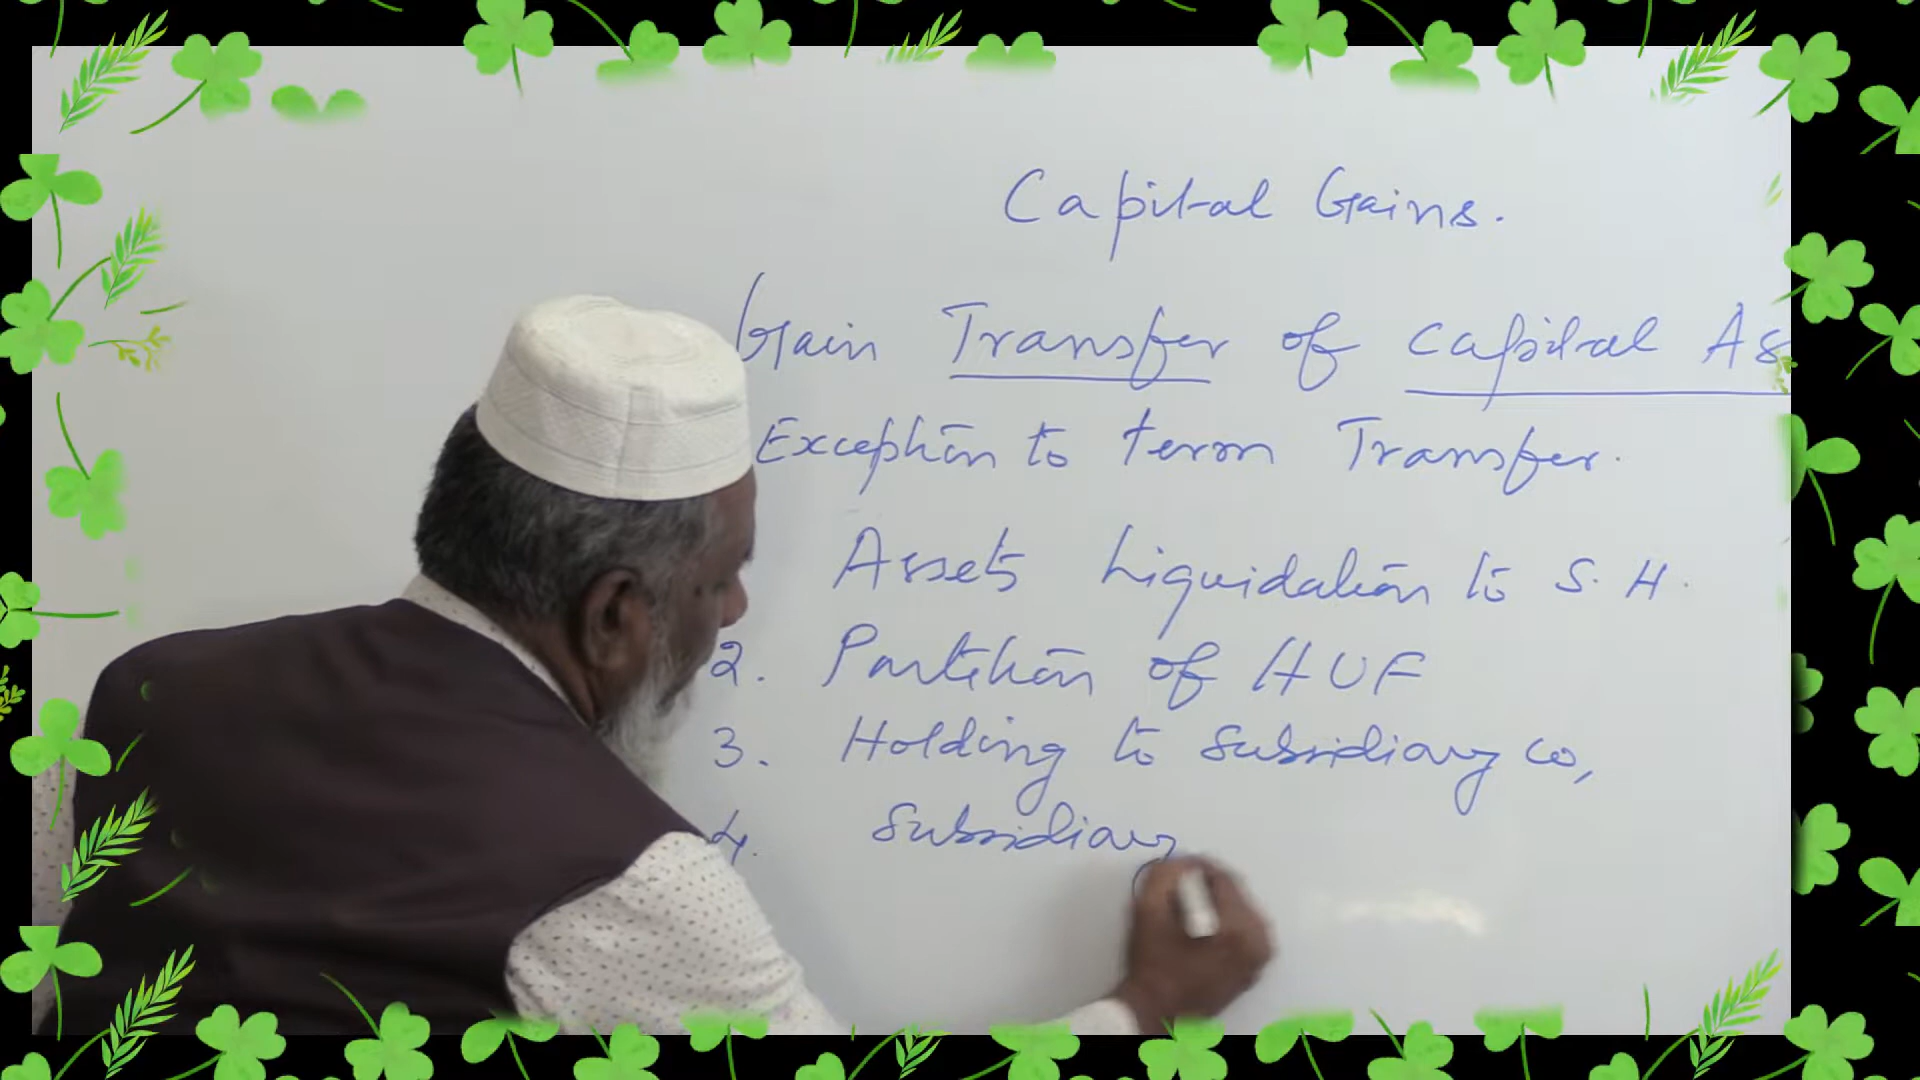 Capital Gains.
Gain Transfer of Capital As
Exception to term Transfer.
Assets Liquidation to S.H.
2. Partition of HUF
3. Holding to Subsidiary Co,
4. Subsidiary